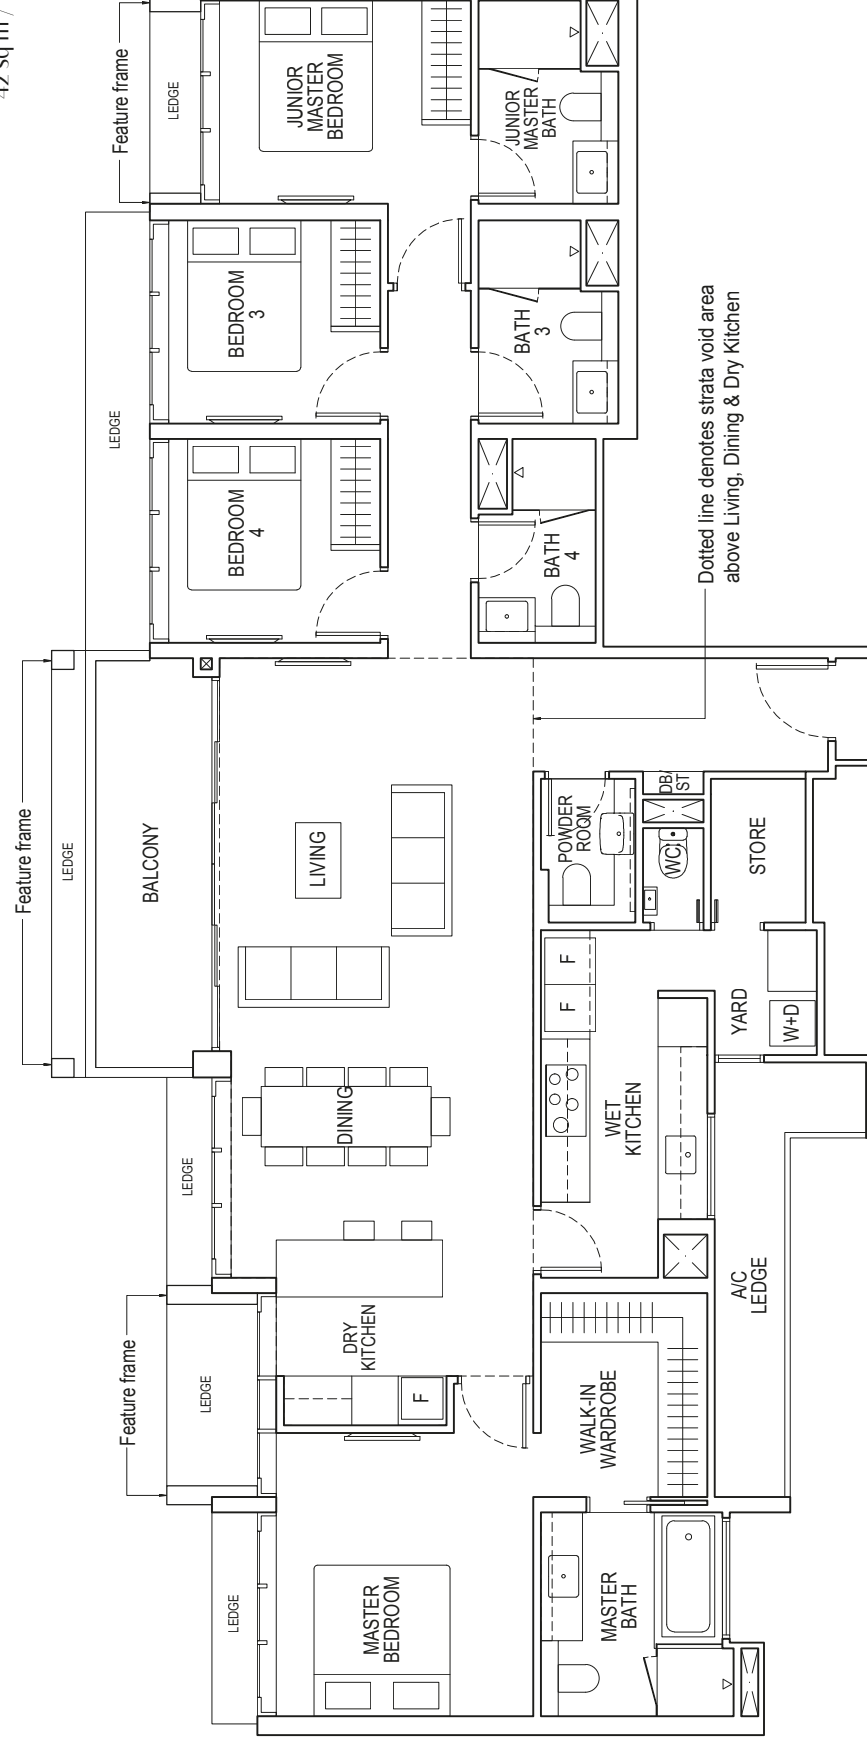 42 sq m /
Feature frame
Feature frame
Feature frame
Feature frame
LEDGE
LEDGE
LEDGE
LEDGE
LEDGE
LEDGE
BALCONY
MASTER
BEDROOM
DRY
KITCHEN
F
DINING
LIVING
BEDROOM
4
BEDROOM
3
JUNIOR
MASTER
BEDROOM
MASTER
BATH
WALK-IN
WARDROBE
WET
KITCHEN
F
F
POWDER
ROOM
WC
DB/
ST
BATH
4
BATH
3
JUNIOR
MASTER
BATH
A/C
LEDGE
YARD
W+D
STORE
Dotted line denotes strata void area
above Living, Dining & Dry Kitchen